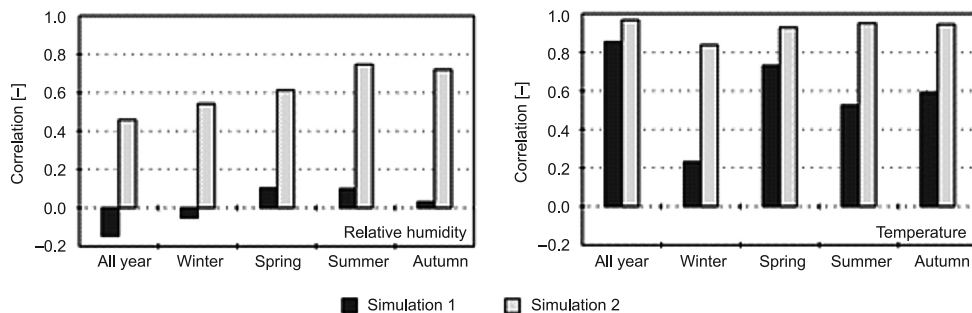 1.0
0.8
0.6
0.4
0.2
0.0
–0.2
Correlation [–]
Relative humidity
All year Winter Spring Summer Autumn
1.0
0.8
0.6
0.4
0.2
0.0
–0.2
Correlation [–]
Temperature
All year Winter Spring Summer Autumn
Simulation 1 Simulation 2